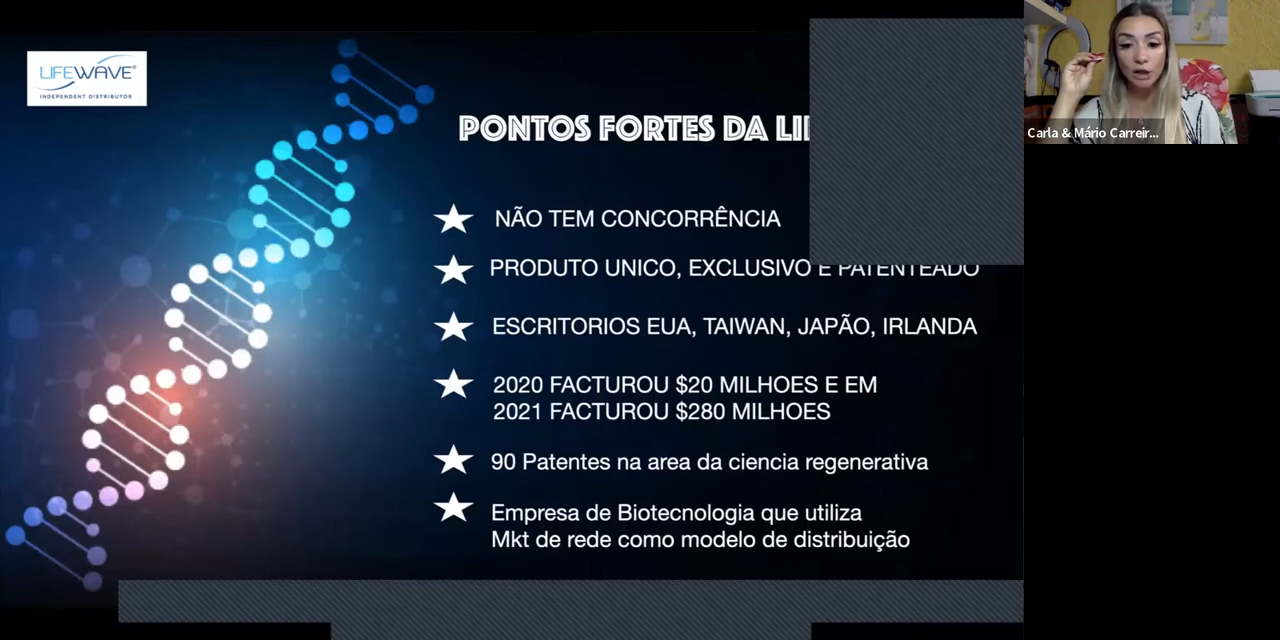 LIFEWAVE®
INDEPENDENT DISTRIBUTOR
PONTOS FORTES DA
NÃO TEM CONCORRÊNCIA
PRODUTO UNICO, EXCLUSIVO E PATENTEADO
ESCRITORIOS EUA, TAIWAN, JAPÃO, IRLANDA
2020 FACTUROU $20 MILHOES E EM
2021 FACTUROU $280 MILHOES
90 Patentes na area da ciencia regenerativa
Empresa de Biotecnologia que utiliza
Mkt de rede como modelo de distribuição
Carla & Mário Carreir...